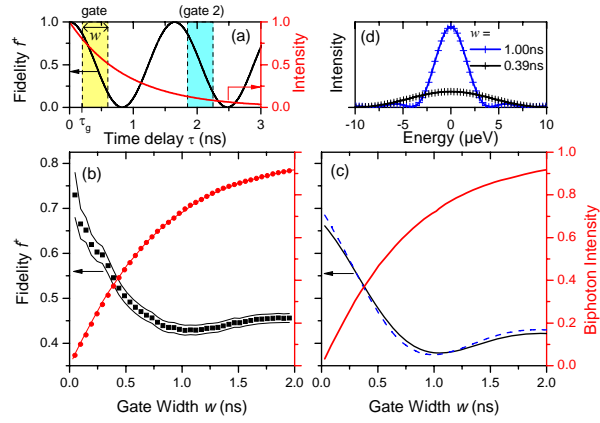 gate
(gate 2)
w
(a)
Fidelity f⁺
1.0
0.5
0.0
0
1
2
3
τg
Time delay τ (ns)
1.0
0.5
0.0
Intensity
(d)
w =
1.00ns
0.39ns
Intensity
-10
-5
0
5
10
Energy (µeV)
(b)
Fidelity f⁺
0.8
0.7
0.6
0.5
0.4
0.0
0.5
1.0
1.5
2.0
Gate Width w (ns)
(c)
0.0
0.5
1.0
1.5
2.0
Gate Width w (ns)
1.0
0.8
0.6
0.4
0.2
0.0
Biphoton Intensity